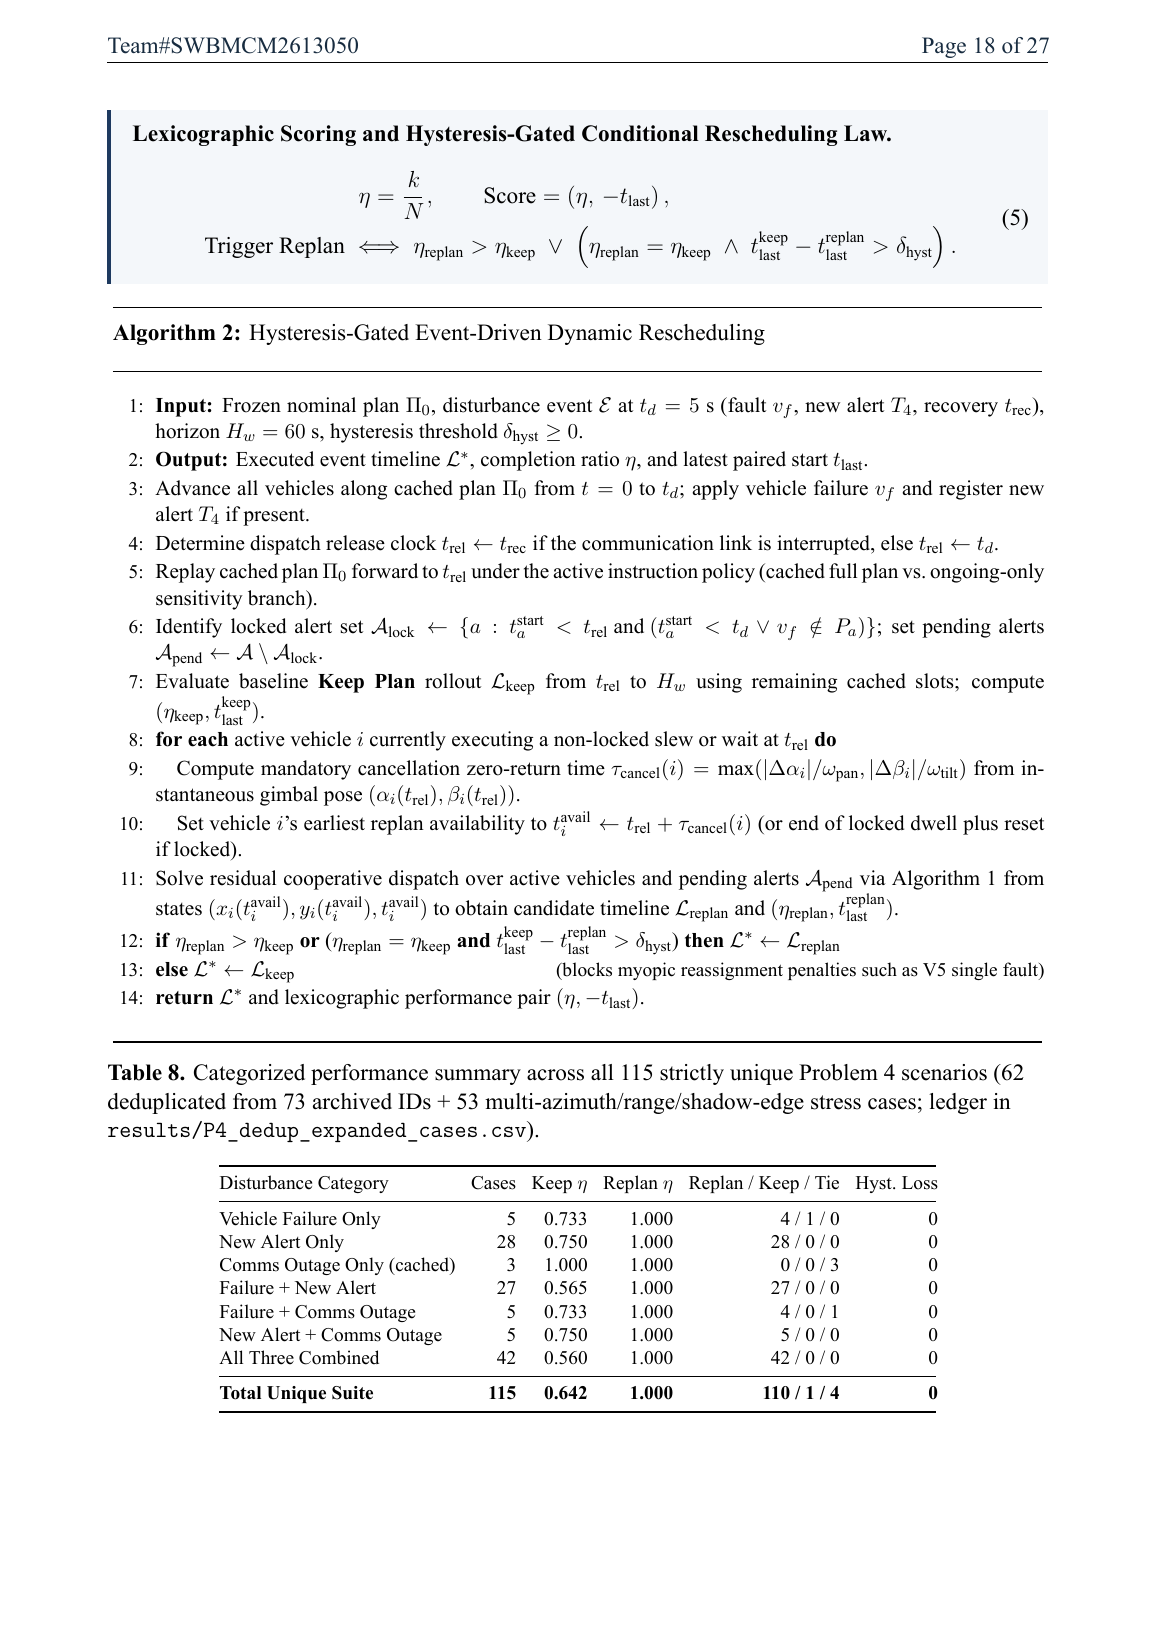 Team#SWBMCM2613050 Page 18 of 27
Lexicographic Scoring and Hysteresis-Gated Conditional Rescheduling Law.
η = k/N, Score = (η, −t_last),
Trigger Replan ⟺ η_replan > η_keep ∨ (η_replan = η_keep ∧ t_last^keep − t_last^replan > δ_hyst). (5)
Algorithm 2: Hysteresis-Gated Event-Driven Dynamic Rescheduling
1: Input: Frozen nominal plan Π₀, disturbance event ℰ at t_d = 5 s (fault v_f, new alert T₄, recovery t_rec),
horizon H_w = 60 s, hysteresis threshold δ_hyst ≥ 0.
2: Output: Executed event timeline ℒ*, completion ratio η, and latest paired start t_last.
3: Advance all vehicles along cached plan Π₀ from t = 0 to t_d; apply vehicle failure v_f and register new
alert T₄ if present.
4: Determine dispatch release clock t_rel ← t_rec if the communication link is interrupted, else t_rel ← t_d.
5: Replay cached plan Π₀ forward to t_rel under the active instruction policy (cached full plan vs. ongoing-only
sensitivity branch).
6: Identify locked alert set 𝒜_lock ← {a : t_a^start < t_rel and (t_a^start < t_d ∨ v_f ∉ P_a)}; set pending alerts
𝒜_pend ← 𝒜 \ 𝒜_lock.
7: Evaluate baseline Keep Plan rollout ℒ_keep from t_rel to H_w using remaining cached slots; compute
(η_keep, t_last^keep).
8: for each active vehicle i currently executing a non-locked slew or wait at t_rel do
9: Compute mandatory cancellation zero-return time τ_cancel(i) = max(|Δα_i|/ω_pan, |Δβ_i|/ω_tilt) from in-
stantaneous gimbal pose (α_i(t_rel), β_i(t_rel)).
10: Set vehicle i's earliest replan availability to t_i^avail ← t_rel + τ_cancel(i) (or end of locked dwell plus reset
if locked).
11: Solve residual cooperative dispatch over active vehicles and pending alerts 𝒜_pend via Algorithm 1 from
states (x_i(t_i^avail), y_i(t_i^avail), t_i^avail) to obtain candidate timeline ℒ_replan and (η_replan, t_last^replan).
12: if η_replan > η_keep or (η_replan = η_keep and t_last^keep − t_last^replan > δ_hyst) then ℒ* ← ℒ_replan
13: else ℒ* ← ℒ_keep (blocks myopic reassignment penalties such as V5 single fault)
14: return ℒ* and lexicographic performance pair (η, −t_last).
Table 8. Categorized performance summary across all 115 strictly unique Problem 4 scenarios (62
deduplicated from 73 archived IDs + 53 multi-azimuth/range/shadow-edge stress cases; ledger in
results/P4_dedup_expanded_cases.csv).
Disturbance Category Cases Keep η Replan η Replan / Keep / Tie Hyst. Loss
Vehicle Failure Only 5 0.733 1.000 4 / 1 / 0 0
New Alert Only 28 0.750 1.000 28 / 0 / 0 0
Comms Outage Only (cached) 3 1.000 1.000 0 / 0 / 3 0
Failure + New Alert 27 0.565 1.000 27 / 0 / 0 0
Failure + Comms Outage 5 0.733 1.000 4 / 0 / 1 0
New Alert + Comms Outage 5 0.750 1.000 5 / 0 / 0 0
All Three Combined 42 0.560 1.000 42 / 0 / 0 0
Total Unique Suite 115 0.642 1.000 110 / 1 / 4 0